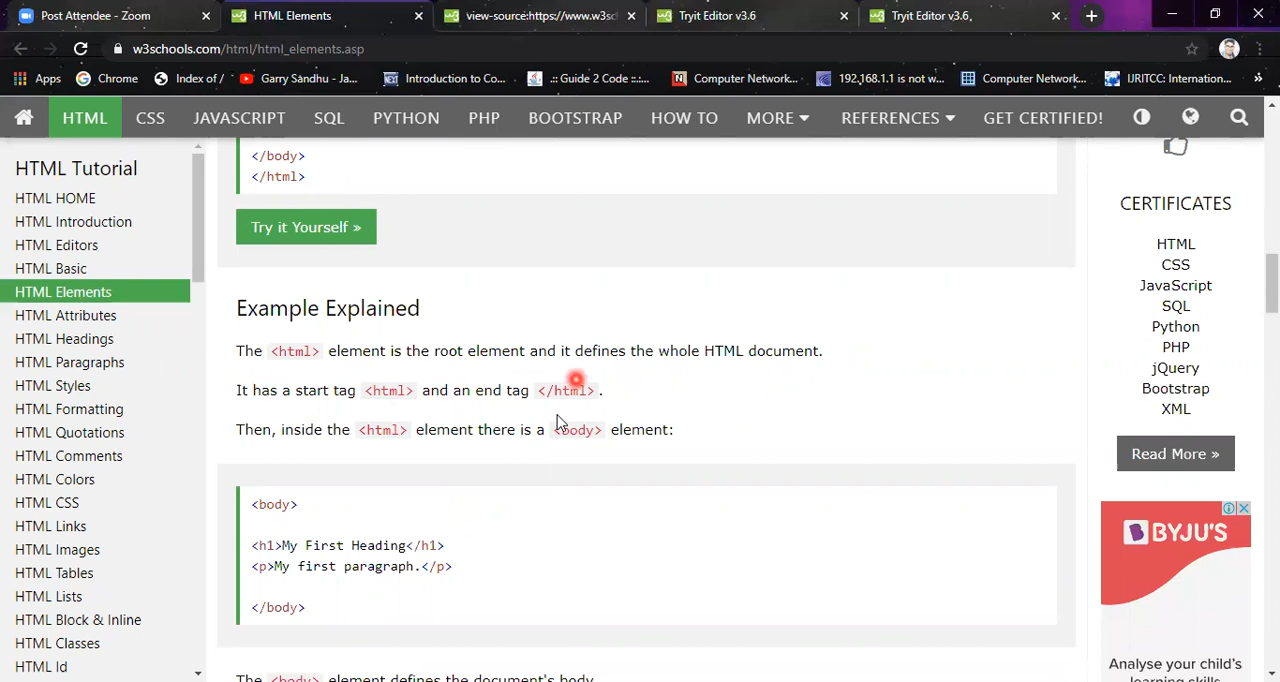 Post Attendee - Zoom
HTML Elements
view-source:https://www.w3sc
Tryit Editor v3.6
Tryit Editor v3.6
w3schools.com/html/html_elements.asp
Apps
Chrome
Index of /
Garry Sandhu - Ja...
Introduction to Co...
.:: Guide 2 Code ::....
Computer Network...
192.168.1.1 is not w...
Computer Network...
IJRITCC: Internation...
HTML
CSS
JAVASCRIPT
SQL
PYTHON
PHP
BOOTSTRAP
HOW TO
MORE
REFERENCES
GET CERTIFIED!
HTML Tutorial
HTML HOME
HTML Introduction
HTML Editors
HTML Basic
HTML Elements
HTML Attributes
HTML Headings
HTML Paragraphs
HTML Styles
HTML Formatting
HTML Quotations
HTML Comments
HTML Colors
HTML CSS
HTML Links
HTML Images
HTML Tables
HTML Lists
HTML Block & Inline
HTML Classes
HTML Id
</body>
</html>
Try it Yourself »
Example Explained
The <html> element is the root element and it defines the whole HTML document.
It has a start tag <html> and an end tag </html>.
Then, inside the <html> element there is a <body> element:
<body>
<h1>My First Heading</h1>
<p>My first paragraph.</p>
</body>
The <body> element defines the document's body
CERTIFICATES
HTML
CSS
JavaScript
SQL
Python
PHP
jQuery
Bootstrap
XML
Read More »
BYJU'S
Analyse your child's
learning skills